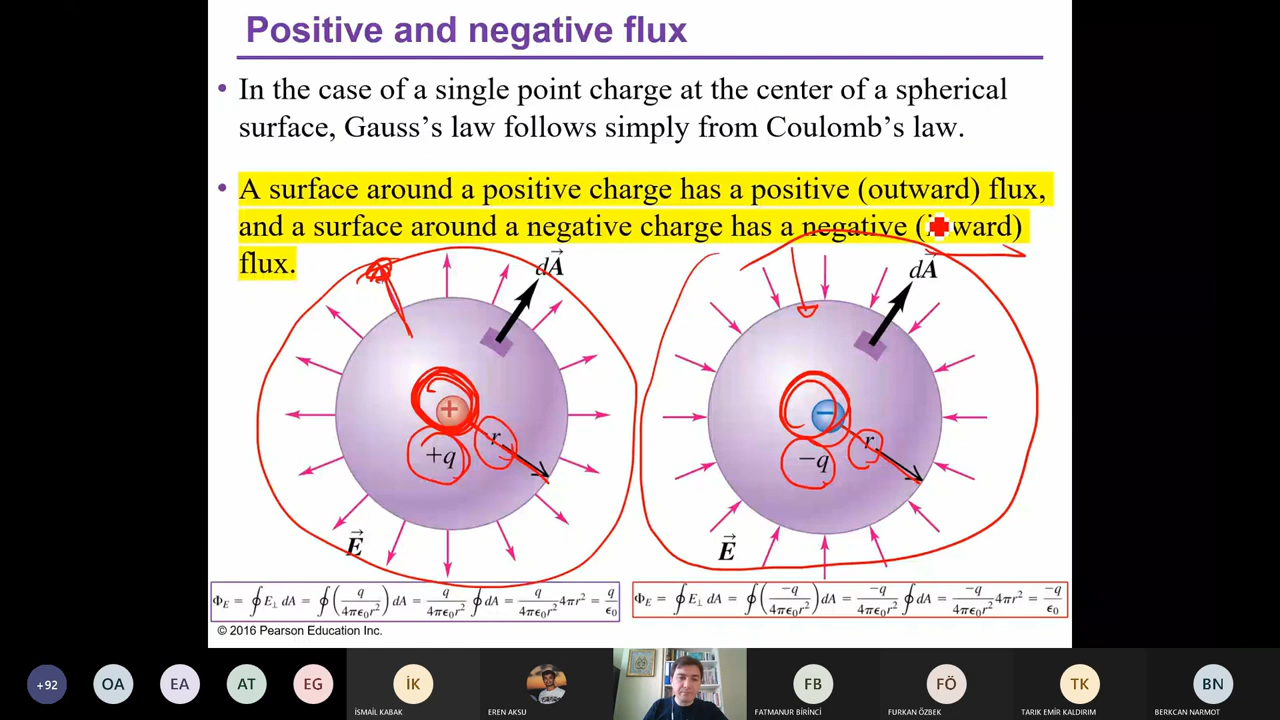 Positive and negative flux
• In the case of a single point charge at the center of a spherical
surface, Gauss's law follows simply from Coulomb's law.
• A surface around a positive charge has a positive (outward) flux,
and a surface around a negative charge has a negative (inward)
flux.
dA⃗
dA⃗
+
−
r
r
+q
−q
E⃗
E⃗
Φ_E = ∮E⊥ dA = ∮(q/4πϵ₀r²) dA = q/4πϵ₀r² ∮dA = q/4πϵ₀r² 4πr² = q/ϵ₀
Φ_E = ∮E⊥ dA = ∮(−q/4πϵ₀r²) dA = −q/4πϵ₀r² ∮dA = −q/4πϵ₀r² 4πr² = −q/ϵ₀
© 2016 Pearson Education Inc.
+92
OA
EA
AT
EG
İK
FB
FÖ
TK
BN
İSMAİL KABAK
EREN AKSU
FATMANUR BİRİNCİ
FURKAN ÖZBEK
TARIK EMİR KALDIRIM
BERKCAN NARMOT